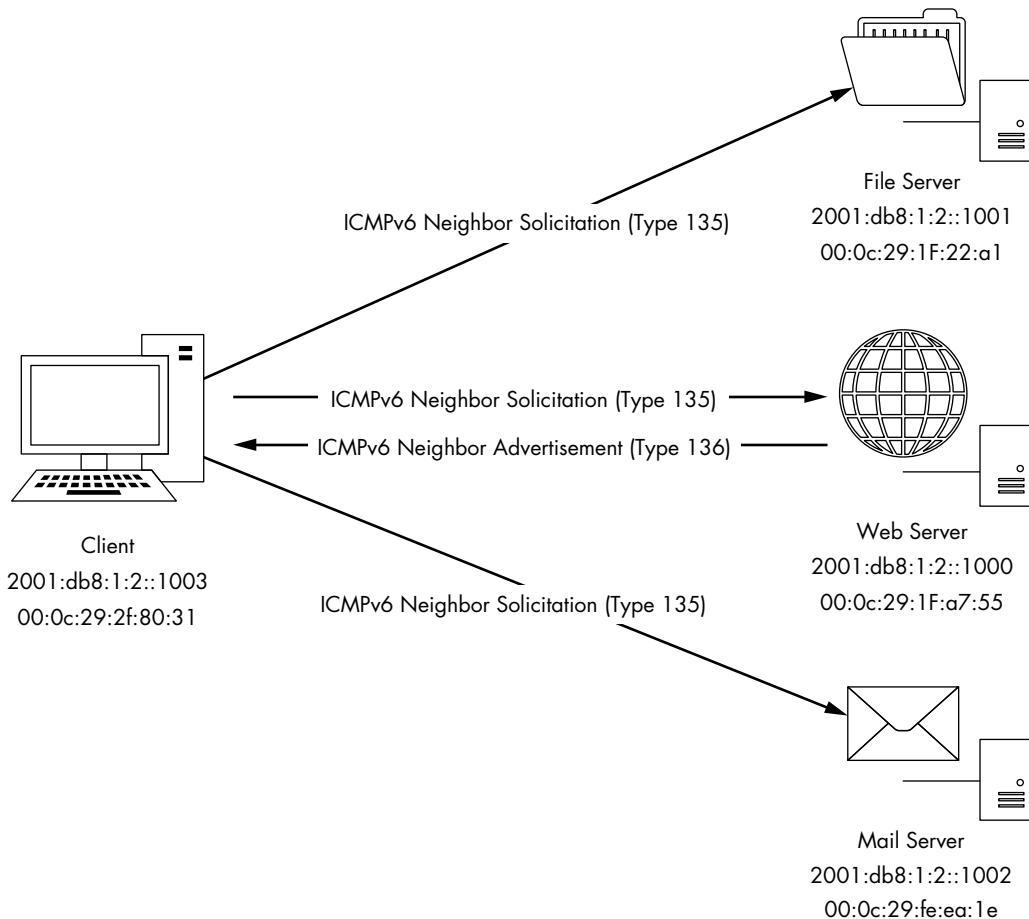 File Server
2001:db8:1:2::1001
00:0c:29:1F:22:a1
ICMPv6 Neighbor Solicitation (Type 135)
ICMPv6 Neighbor Solicitation (Type 135)
ICMPv6 Neighbor Advertisement (Type 136)
Client
2001:db8:1:2::1003
00:0c:29:2f:80:31
Web Server
2001:db8:1:2::1000
00:0c:29:1F:a7:55
ICMPv6 Neighbor Solicitation (Type 135)
Mail Server
2001:db8:1:2::1002
00:0c:29:fe:ea:1e